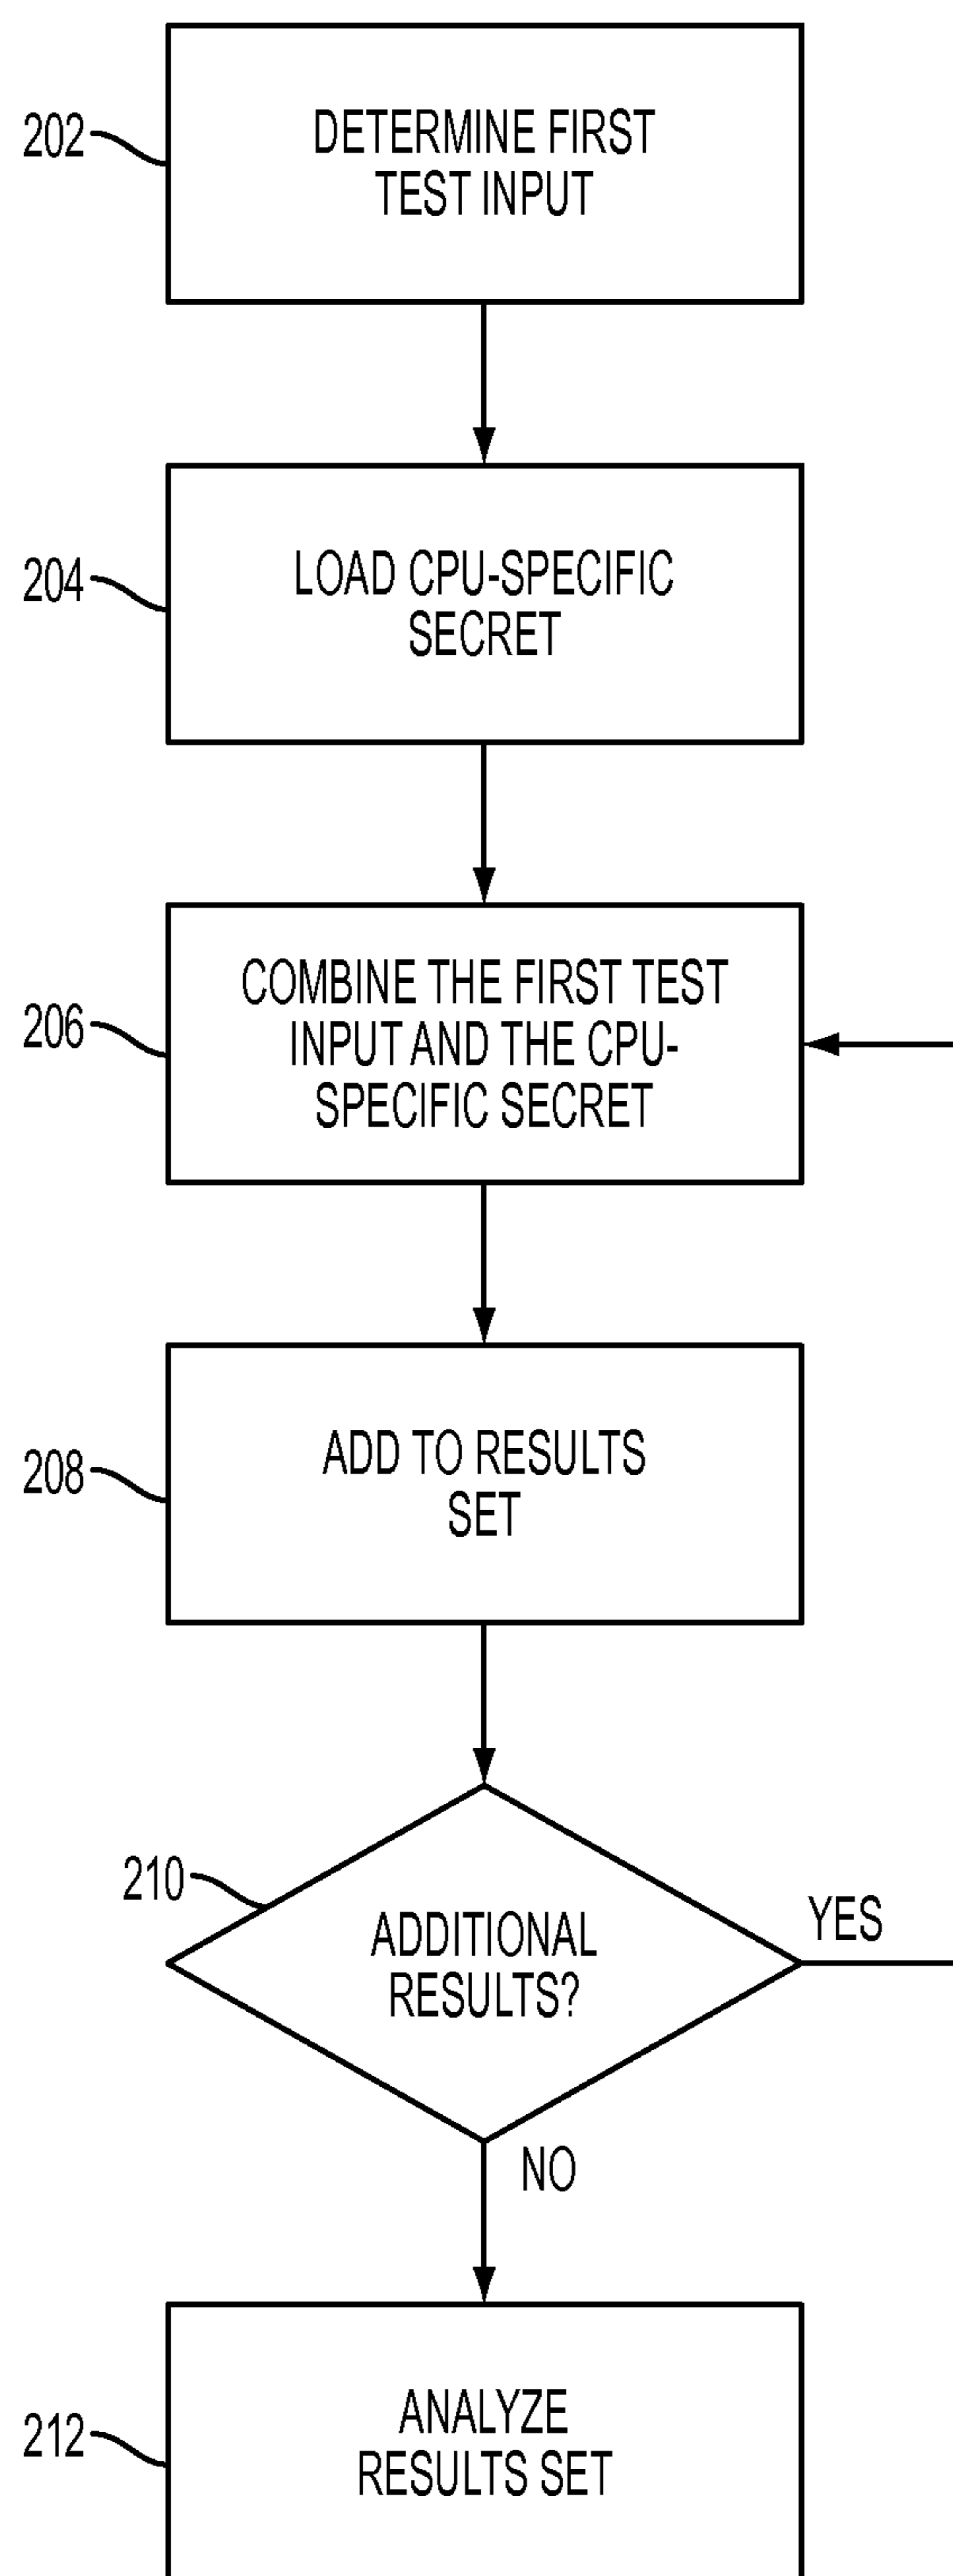 202
DETERMINE FIRST
TEST INPUT
204
LOAD CPU-SPECIFIC
SECRET
206
COMBINE THE FIRST TEST
INPUT AND THE CPU-
SPECIFIC SECRET
208
ADD TO RESULTS
SET
210
ADDITIONAL
RESULTS?
YES
NO
212
ANALYZE
RESULTS SET